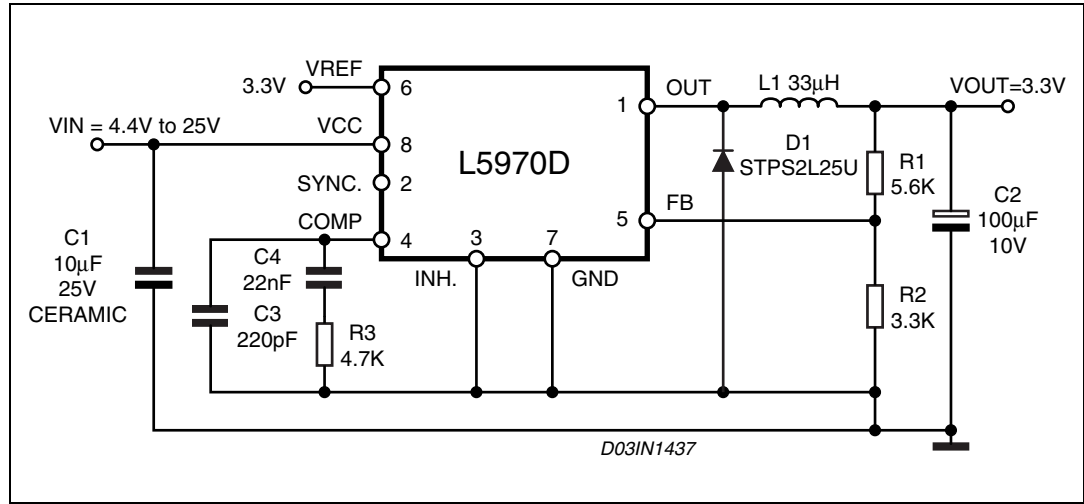 VREF
3.3V
6
VIN = 4.4V to 25V
VCC
8
SYNC.
2
COMP
4
L5970D
3
INH.
7
GND
1
OUT
L1 33µH
VOUT=3.3V
D1
STPS2L25U
5
FB
R1
5.6K
R2
3.3K
C2
100µF
10V
C1
10µF
25V
CERAMIC
C4
22nF
C3
220pF
R3
4.7K
D03IN1437